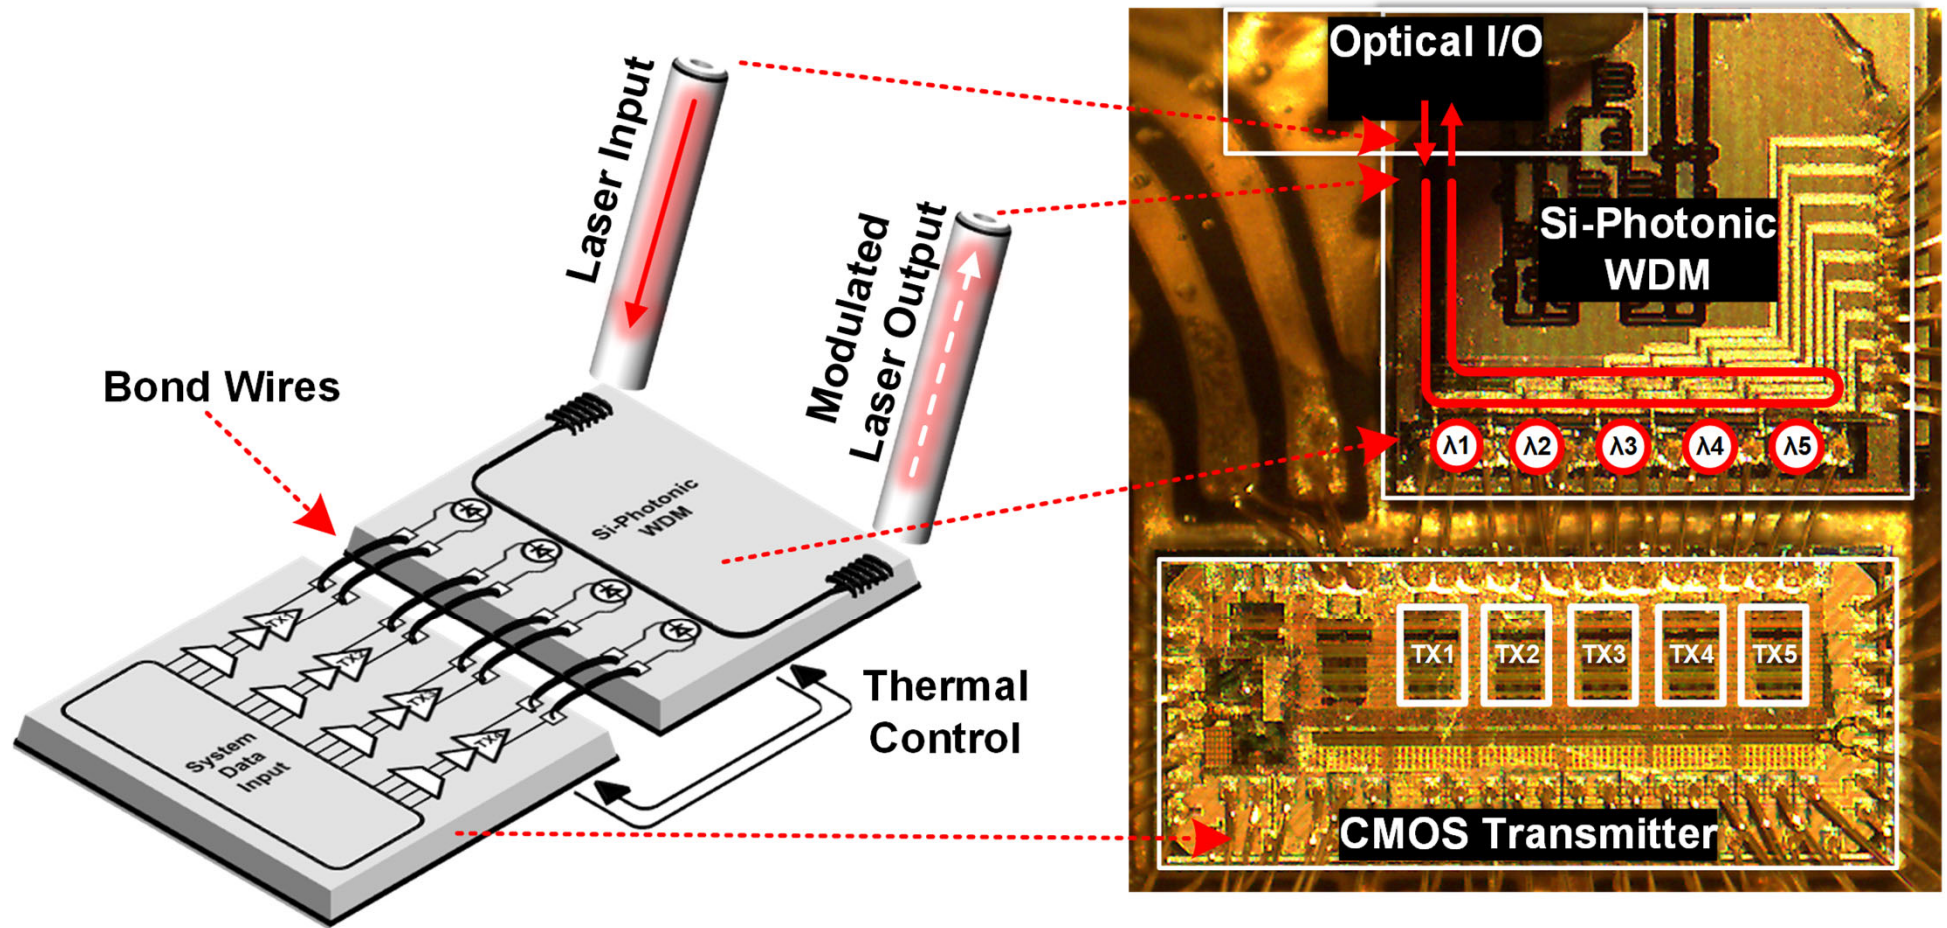 Laser Input
Modulated
Laser Output
Bond Wires
Si-Photonic
WDM
TX1
TX2
TX3
TX4
System
Data
Input
Thermal
Control
Optical I/O
Si-Photonic
WDM
λ1 λ2 λ3 λ4 λ5
TX1 TX2 TX3 TX4 TX5
CMOS Transmitter